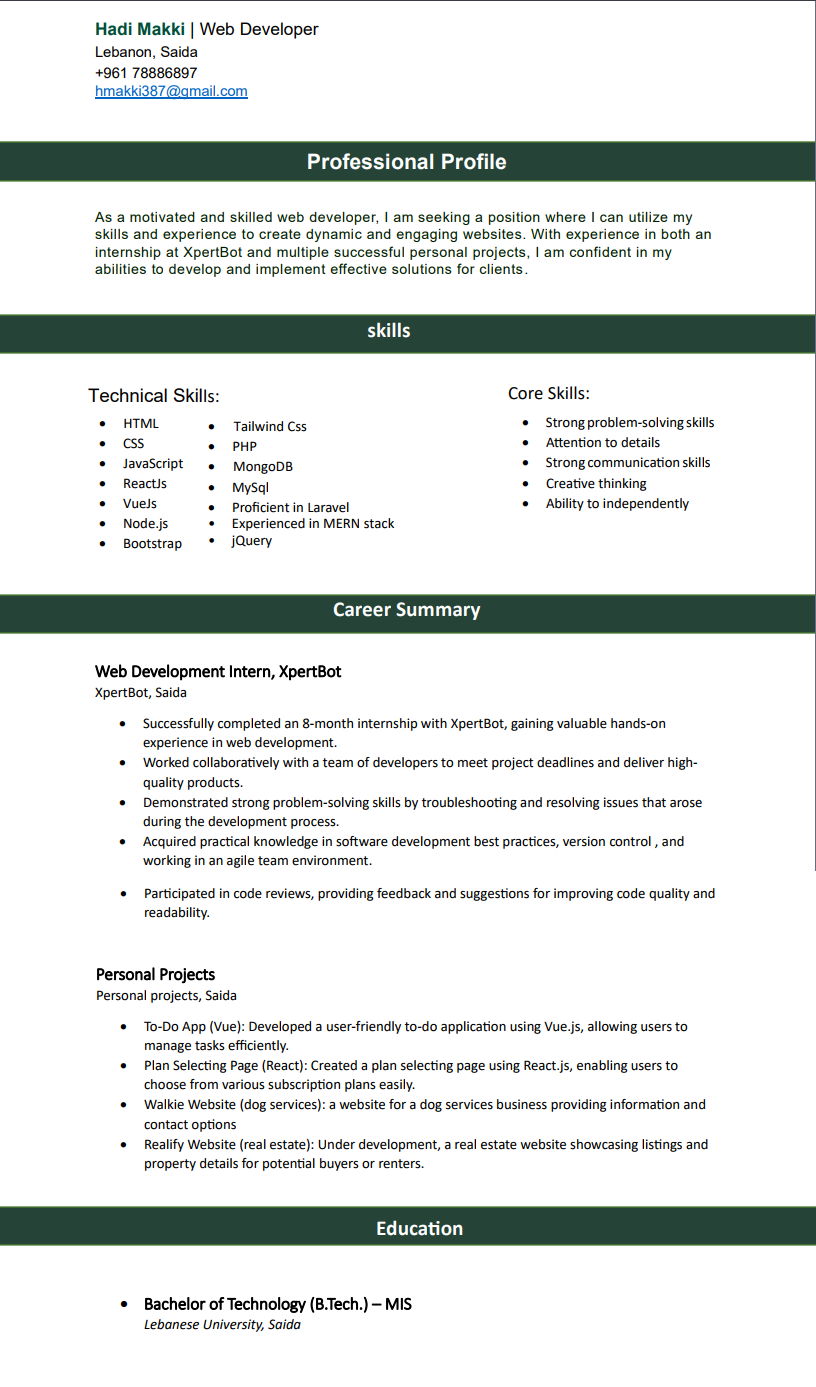 Hadi Makki | Web Developer
Lebanon, Saida
+961 78886897
hmakki387@gmail.com
Professional Profile
As a motivated and skilled web developer, I am seeking a position where I can utilize my
skills and experience to create dynamic and engaging websites. With experience in both an
internship at XpertBot and multiple successful personal projects, I am confident in my
abilities to develop and implement effective solutions for clients.
skills
Technical Skills:
• HTML
• CSS
• JavaScript
• ReactJs
• VueJs
• Node.js
• Bootstrap
• Tailwind Css
• PHP
• MongoDB
• MySql
• Proficient in Laravel
• Experienced in MERN stack
• jQuery
Core Skills:
• Strong problem-solving skills
• Attention to details
• Strong communication skills
• Creative thinking
• Ability to independently
Career Summary
Web Development Intern, XpertBot
XpertBot, Saida
• Successfully completed an 8-month internship with XpertBot, gaining valuable hands-on
experience in web development.
• Worked collaboratively with a team of developers to meet project deadlines and deliver high-
quality products.
• Demonstrated strong problem-solving skills by troubleshooting and resolving issues that arose
during the development process.
• Acquired practical knowledge in software development best practices, version control , and
working in an agile team environment.
• Participated in code reviews, providing feedback and suggestions for improving code quality and
readability.
Personal Projects
Personal projects, Saida
• To-Do App (Vue): Developed a user-friendly to-do application using Vue.js, allowing users to
manage tasks efficiently.
• Plan Selecting Page (React): Created a plan selecting page using React.js, enabling users to
choose from various subscription plans easily.
• Walkie Website (dog services): a website for a dog services business providing information and
contact options
• Realify Website (real estate): Under development, a real estate website showcasing listings and
property details for potential buyers or renters.
Education
• Bachelor of Technology (B.Tech.) – MIS
Lebanese University, Saida